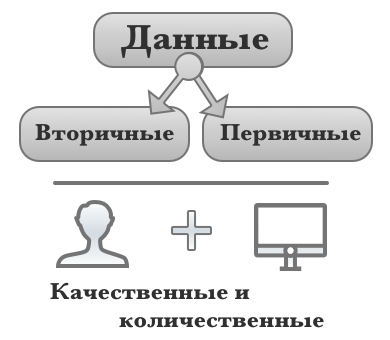 Данные
Вторичные
Первичные
Качественные и
количественные